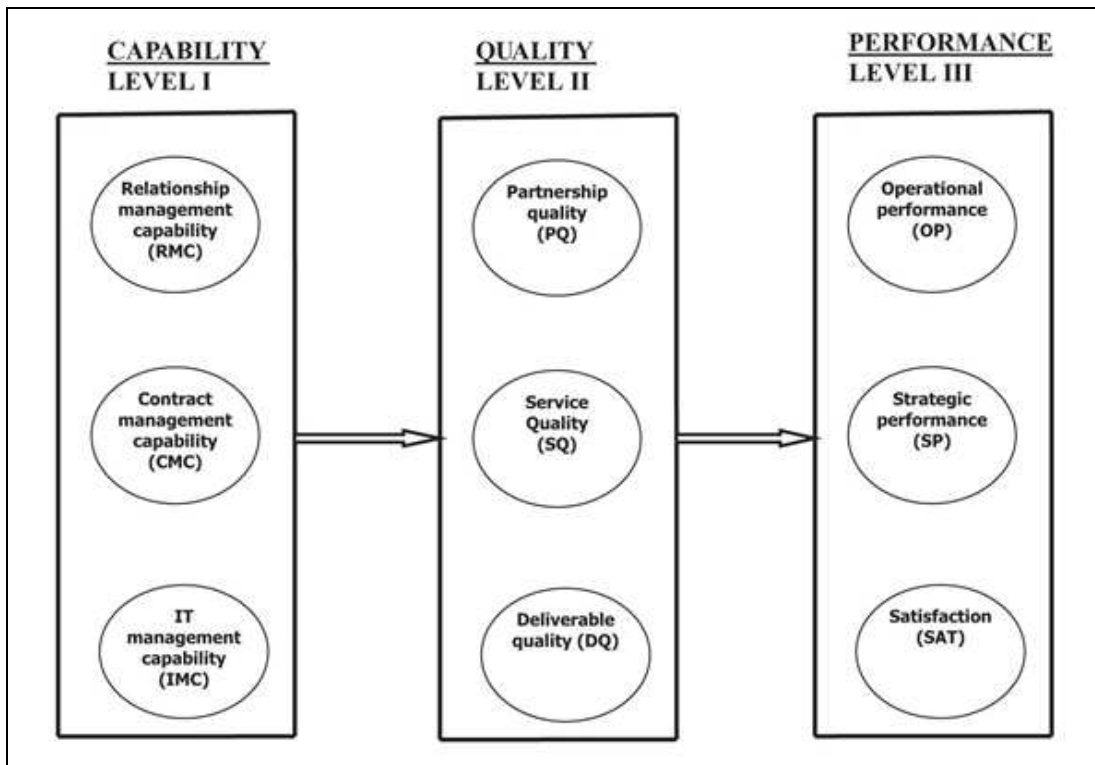 CAPABILITY
LEVEL I
Relationship
management
capability
(RMC)
Contract
management
capability
(CMC)
IT
management
capability
(IMC)
QUALITY
LEVEL II
Partnership
quality
(PQ)
Service
Quality
(SQ)
Deliverable
quality (DQ)
PERFORMANCE
LEVEL III
Operational
performance
(OP)
Strategic
performance
(SP)
Satisfaction
(SAT)